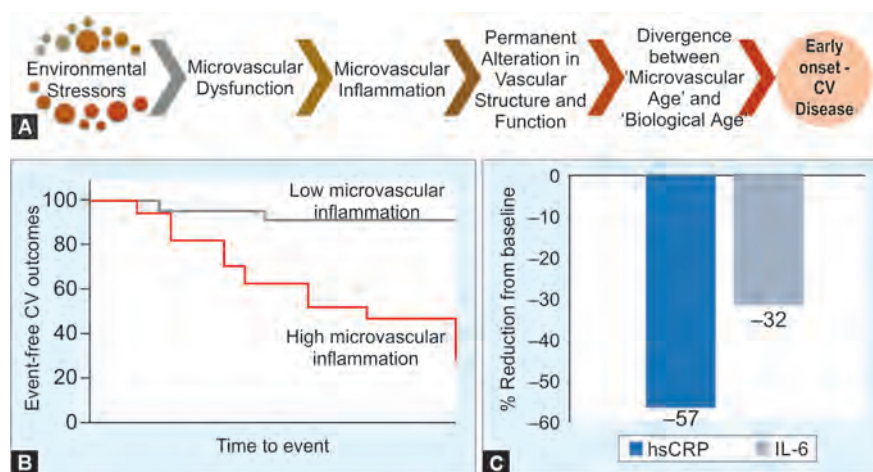 Environmental
Stressors
Microvascular
Dysfunction
Microvascular
Inflammation
Permanent
Alteration in
Vascular
Structure and
Function
Divergence
between
'Microvascular
Age' and
'Biological Age
Early
onset -
CV
Disease
A
Event-free CV outcomes
100
80
60
40
20
0
Low microvascular
inflammation
High microvascular
inflammation
Time to event
B
% Reduction from baseline
0
–10
–20
–30
–40
–50
–60
–32
–57
hsCRP
IL-6
C